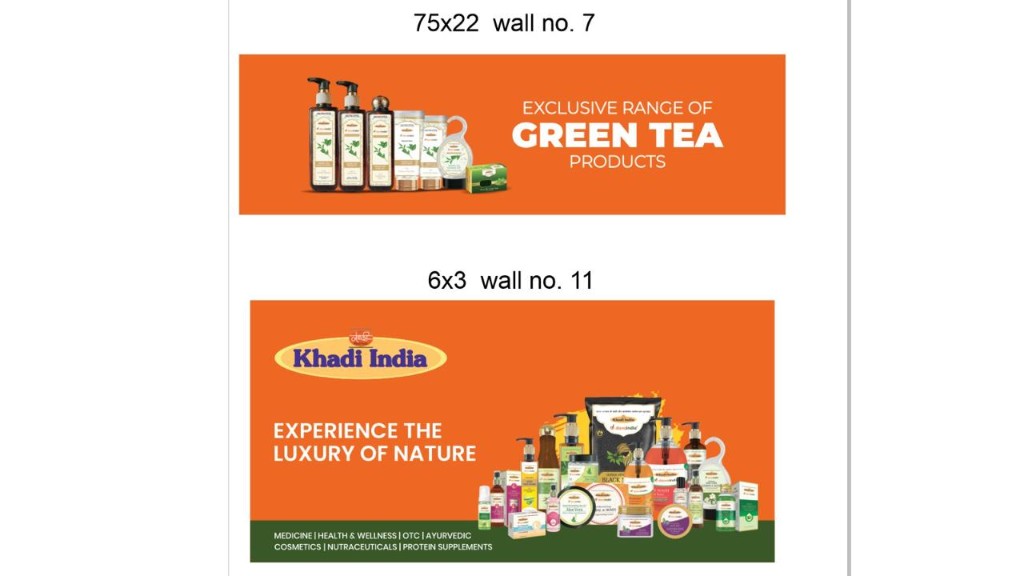 75x22 wall no. 7
EXCLUSIVE RANGE OF
GREEN TEA
PRODUCTS
6x3 wall no. 11
Khadi India
EXPERIENCE THE
LUXURY OF NATURE
MEDICINE | HEALTH & WELLNESS | OTC | AYURVEDIC
COSMETICS | NUTRACEUTICALS | PROTEIN SUPPLEMENTS